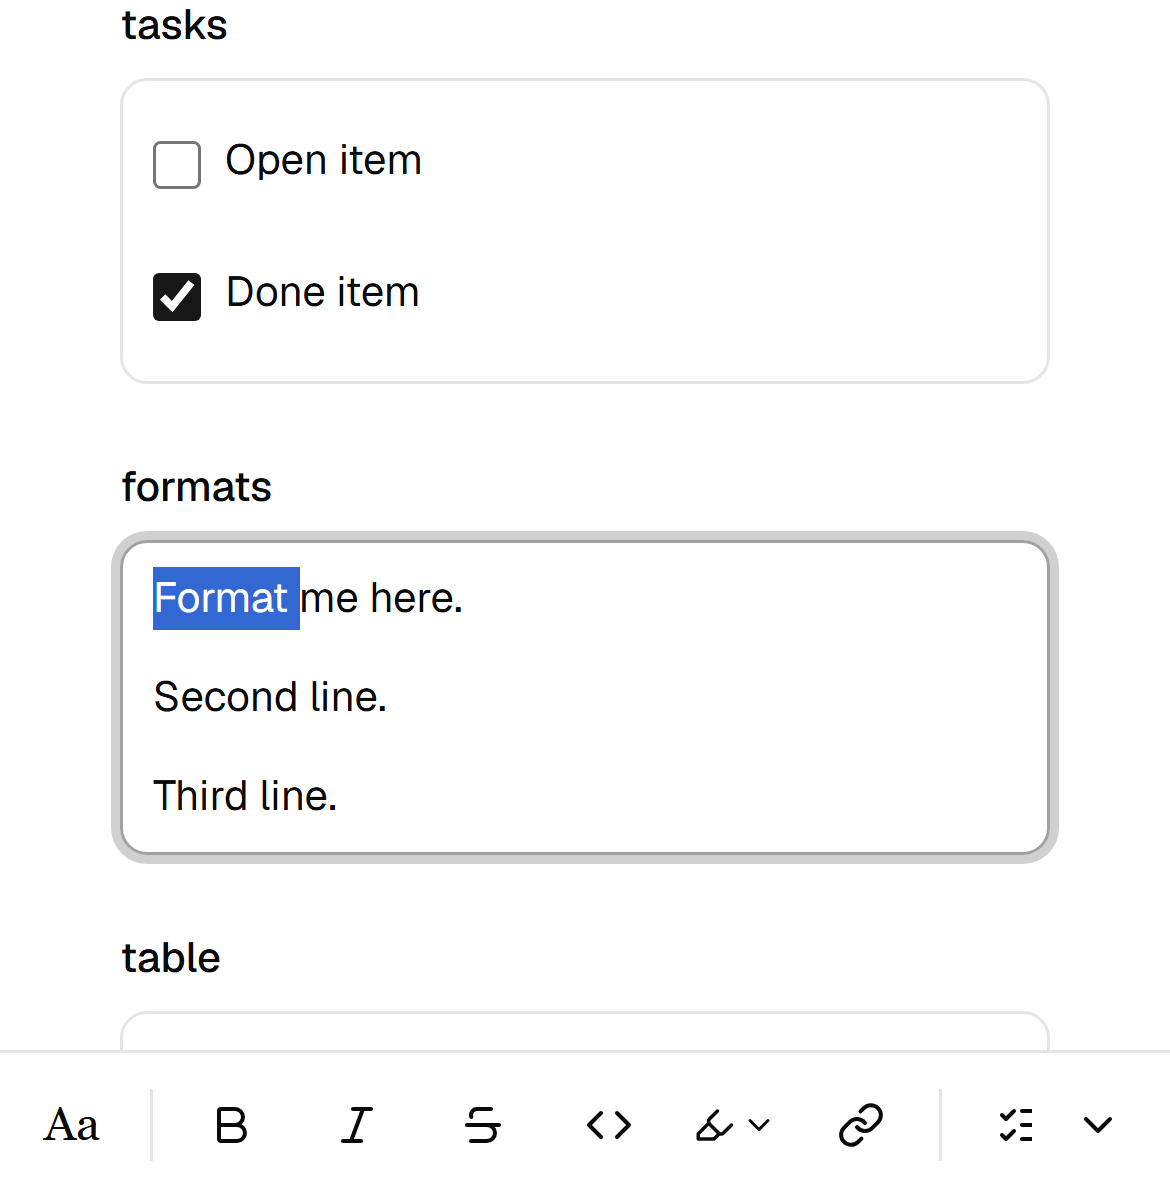 tasks
Open item
Done item
formats
Format me here.
Second line.
Third line.
table
Aa B I S